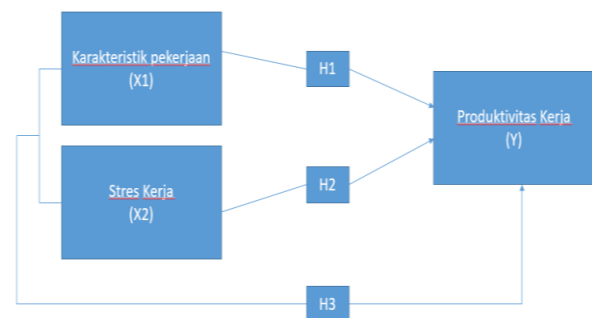 Karakteristik pekerjaan
(X1)
H1
Produktivitas Kerja
(Y)
Stres Kerja
(X2)
H2
H3